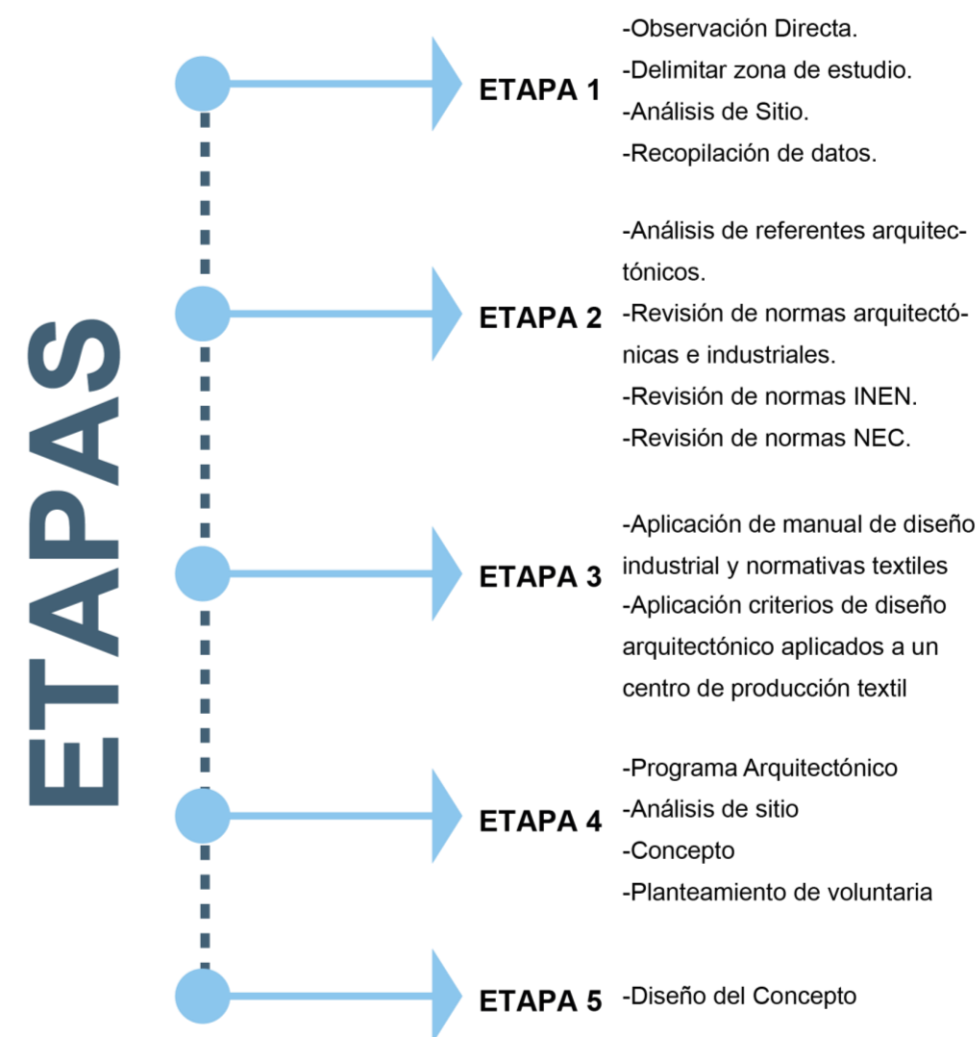 ETAPAS
ETAPA 1
-Observación Directa.
-Delimitar zona de estudio.
-Análisis de Sitio.
-Recopilación de datos.
ETAPA 2
-Análisis de referentes arquitec-
tónicos.
-Revisión de normas arquitectó-
nicas e industriales.
-Revisión de normas INEN.
-Revisión de normas NEC.
ETAPA 3
-Aplicación de manual de diseño
industrial y normativas textiles
-Aplicación criterios de diseño
arquitectónico aplicados a un
centro de producción textil
ETAPA 4
-Programa Arquitectónico
-Análisis de sitio
-Concepto
-Planteamiento de voluntaria
ETAPA 5
-Diseño del Concepto